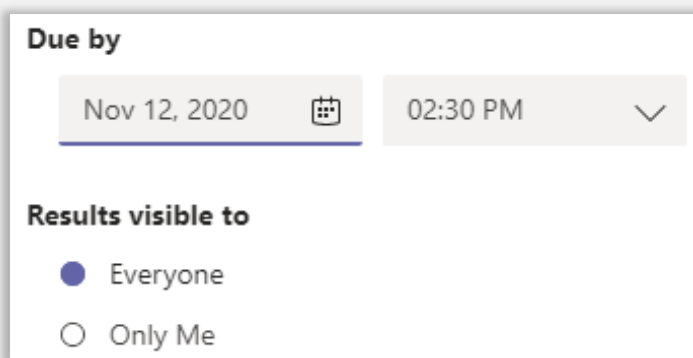 Due by
Nov 12, 2020 02:30 PM
Results visible to
Everyone
Only Me